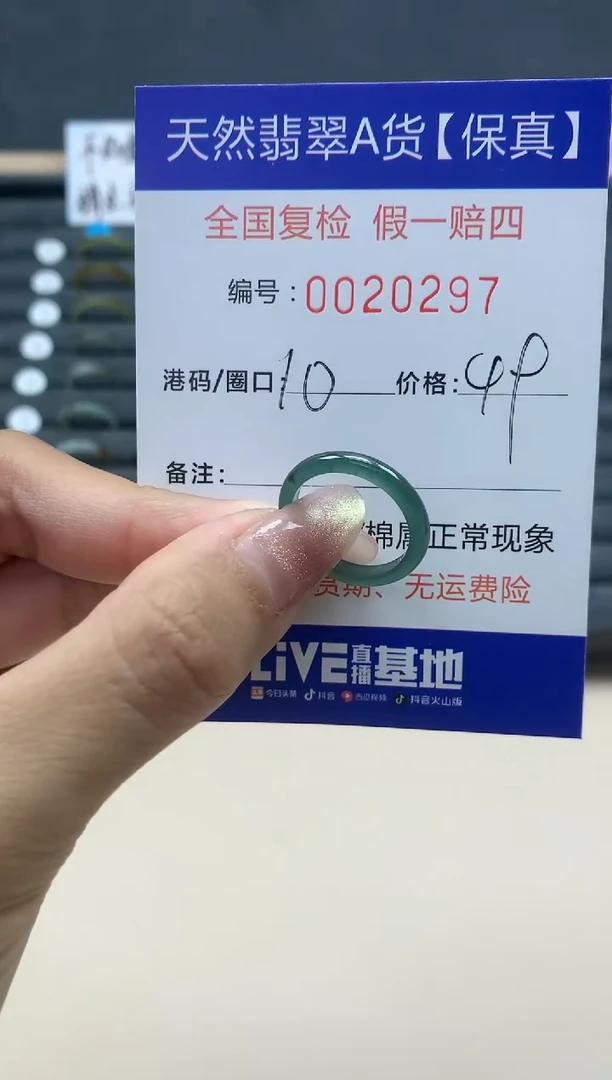 天然翡翠A货【保真】
全国复检 假一赔四
编号：0020297
港码/圈口：10 价格：49
备注：
棉属正常现象
货期、无运费险
LiVE直播基地
今日头条 抖音 西瓜视频 抖音火山版